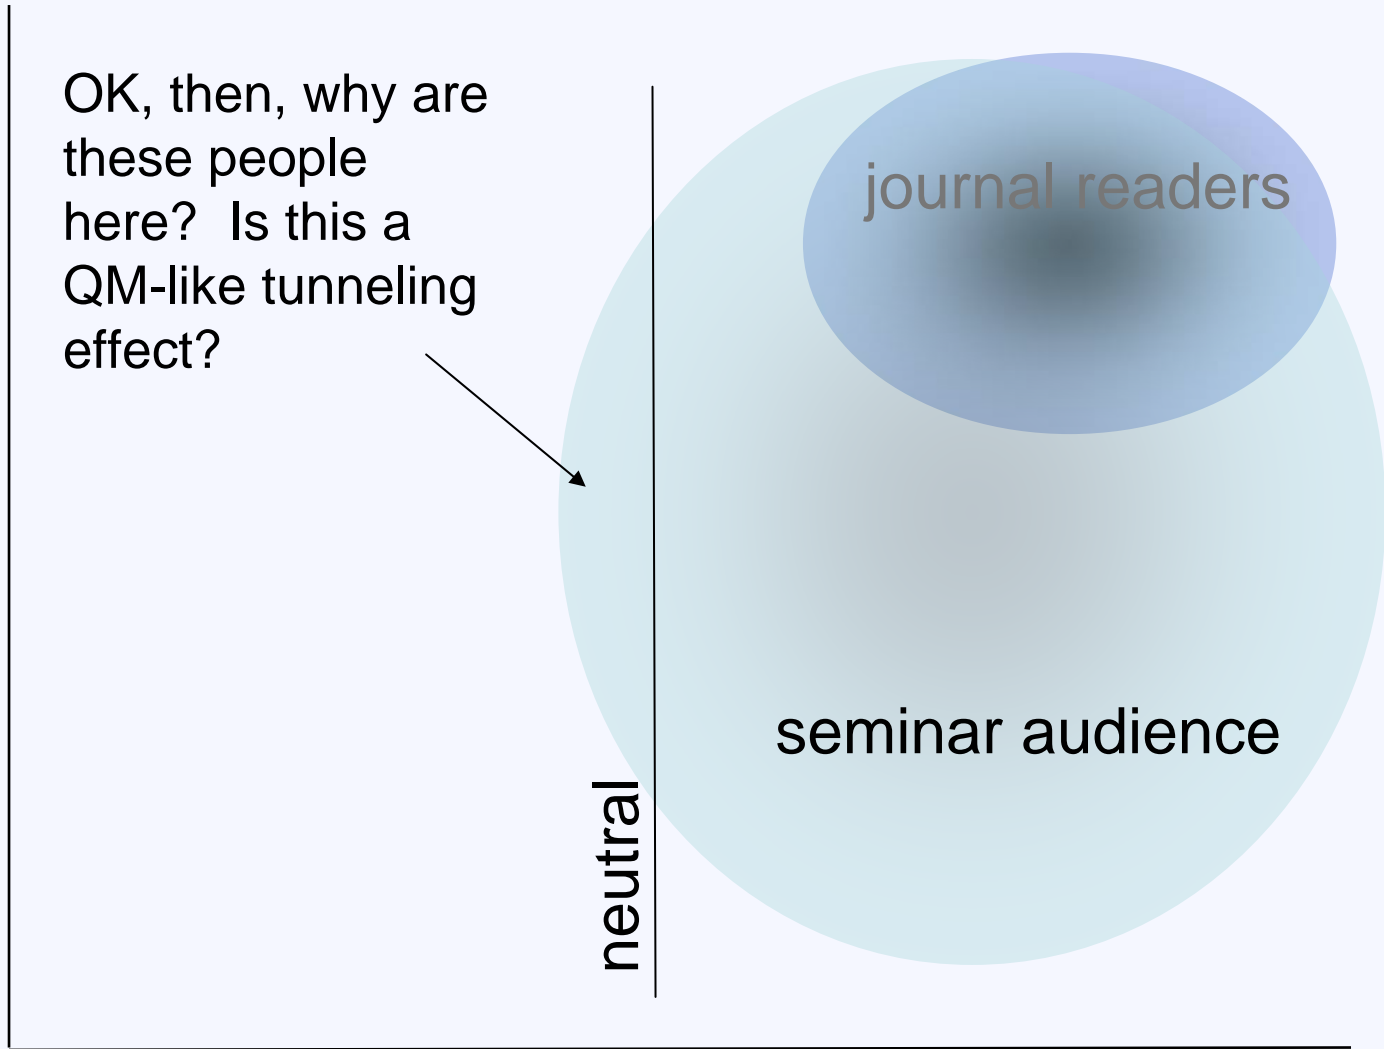 OK, then, why are
these people
here?  Is this a
QM-like tunneling
effect?
journal readers
seminar audience
neutral